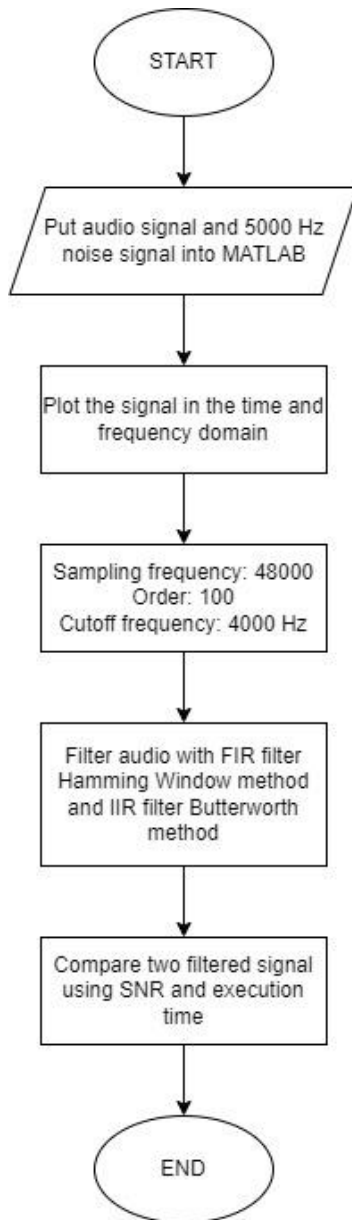 START
Put audio signal and 5000 Hz
noise signal into MATLAB
Plot the signal in the time and
frequency domain
Sampling frequency: 48000
Order: 100
Cutoff frequency: 4000 Hz
Filter audio with FIR filter
Hamming Window method
and IIR filter Butterworth
method
Compare two filtered signal
using SNR and execution
time
END